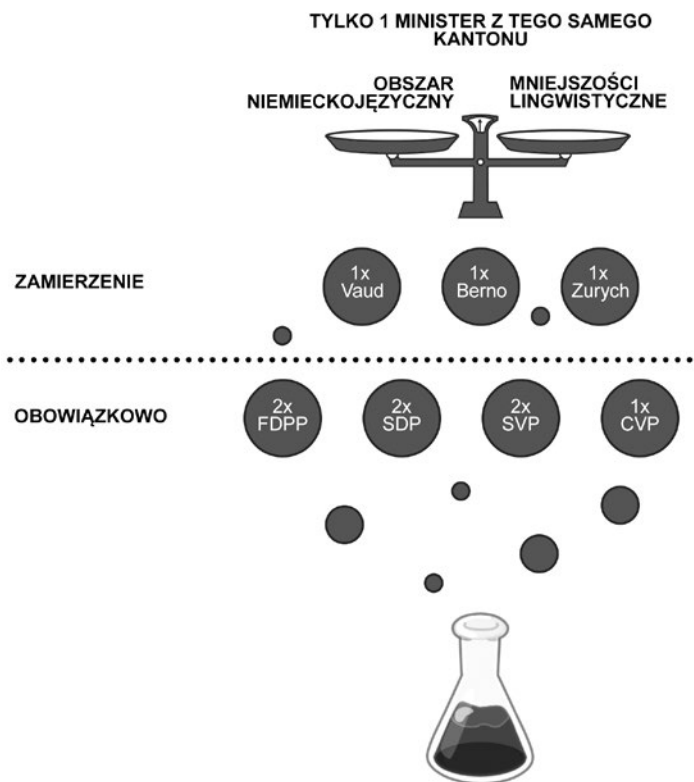 TYLKO 1 MINISTER Z TEGO SAMEGO
KANTONU
OBSZAR
NIEMIECKOJĘZYCZNY
MNIEJSZOŚCI
LINGWISTYCZNE
ZAMIERZENIE
1x
Vaud
1x
Berno
1x
Zurych
OBOWIĄZKOWO
2x
FDPP
2x
SDP
2x
SVP
1x
CVP